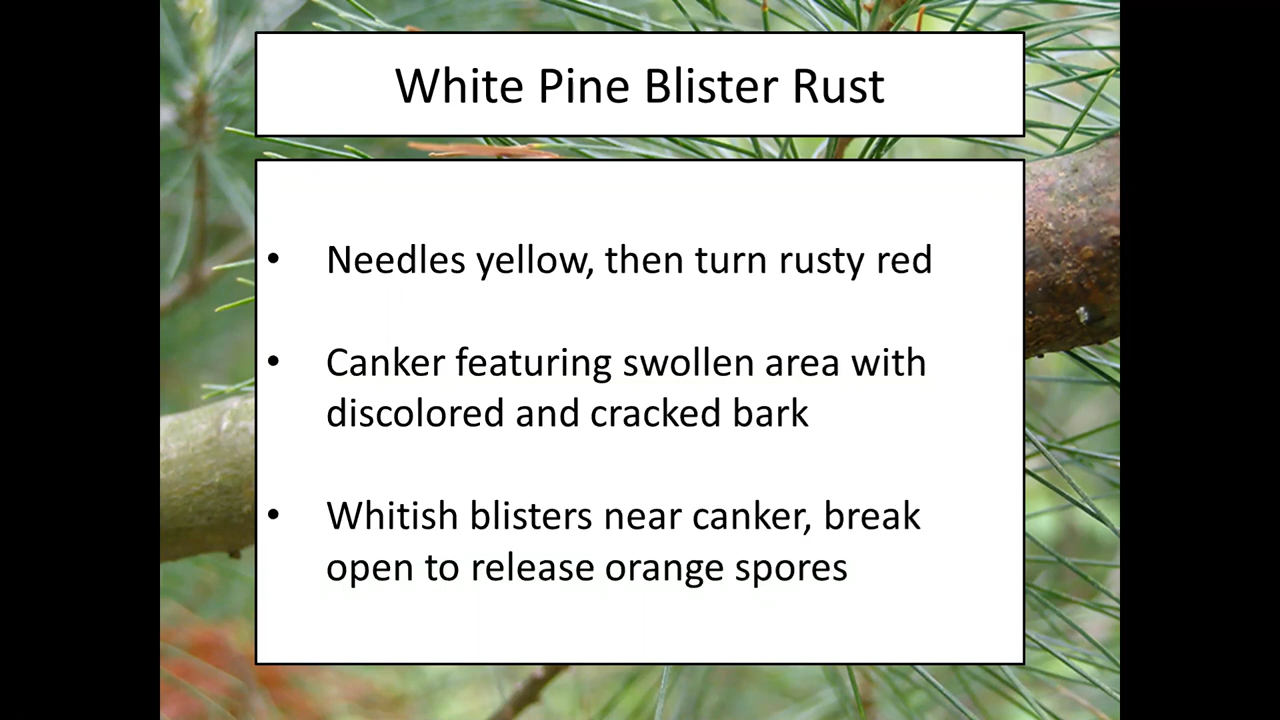 White Pine Blister Rust
• Needles yellow, then turn rusty red
• Canker featuring swollen area with
discolored and cracked bark
• Whitish blisters near canker, break
open to release orange spores